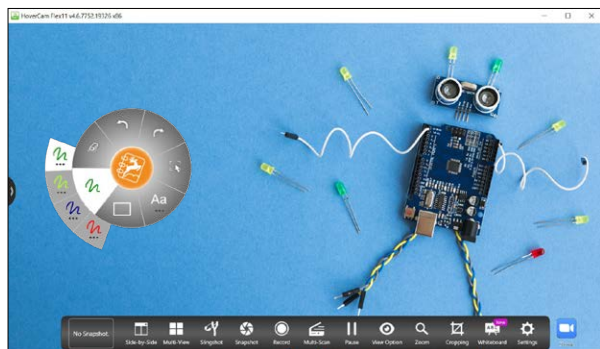 HoverCam Flex11 v4.6.7752.19126 x86
Aa
No Snapshot.
Side-by-Side Multi-View Slingshot Snapshot Record Multi-Scan Pause View Option Zoom Cropping Whiteboard Settings